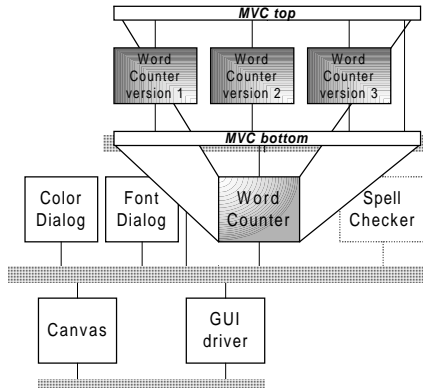 MVC top
Word
Counter
version 1
Word
Counter
version 2
Word
Counter
version 3
MVC bottom
Color
Dialog
Font
Dialog
Word
Counter
Spell
Checker
Canvas
GUI
driver